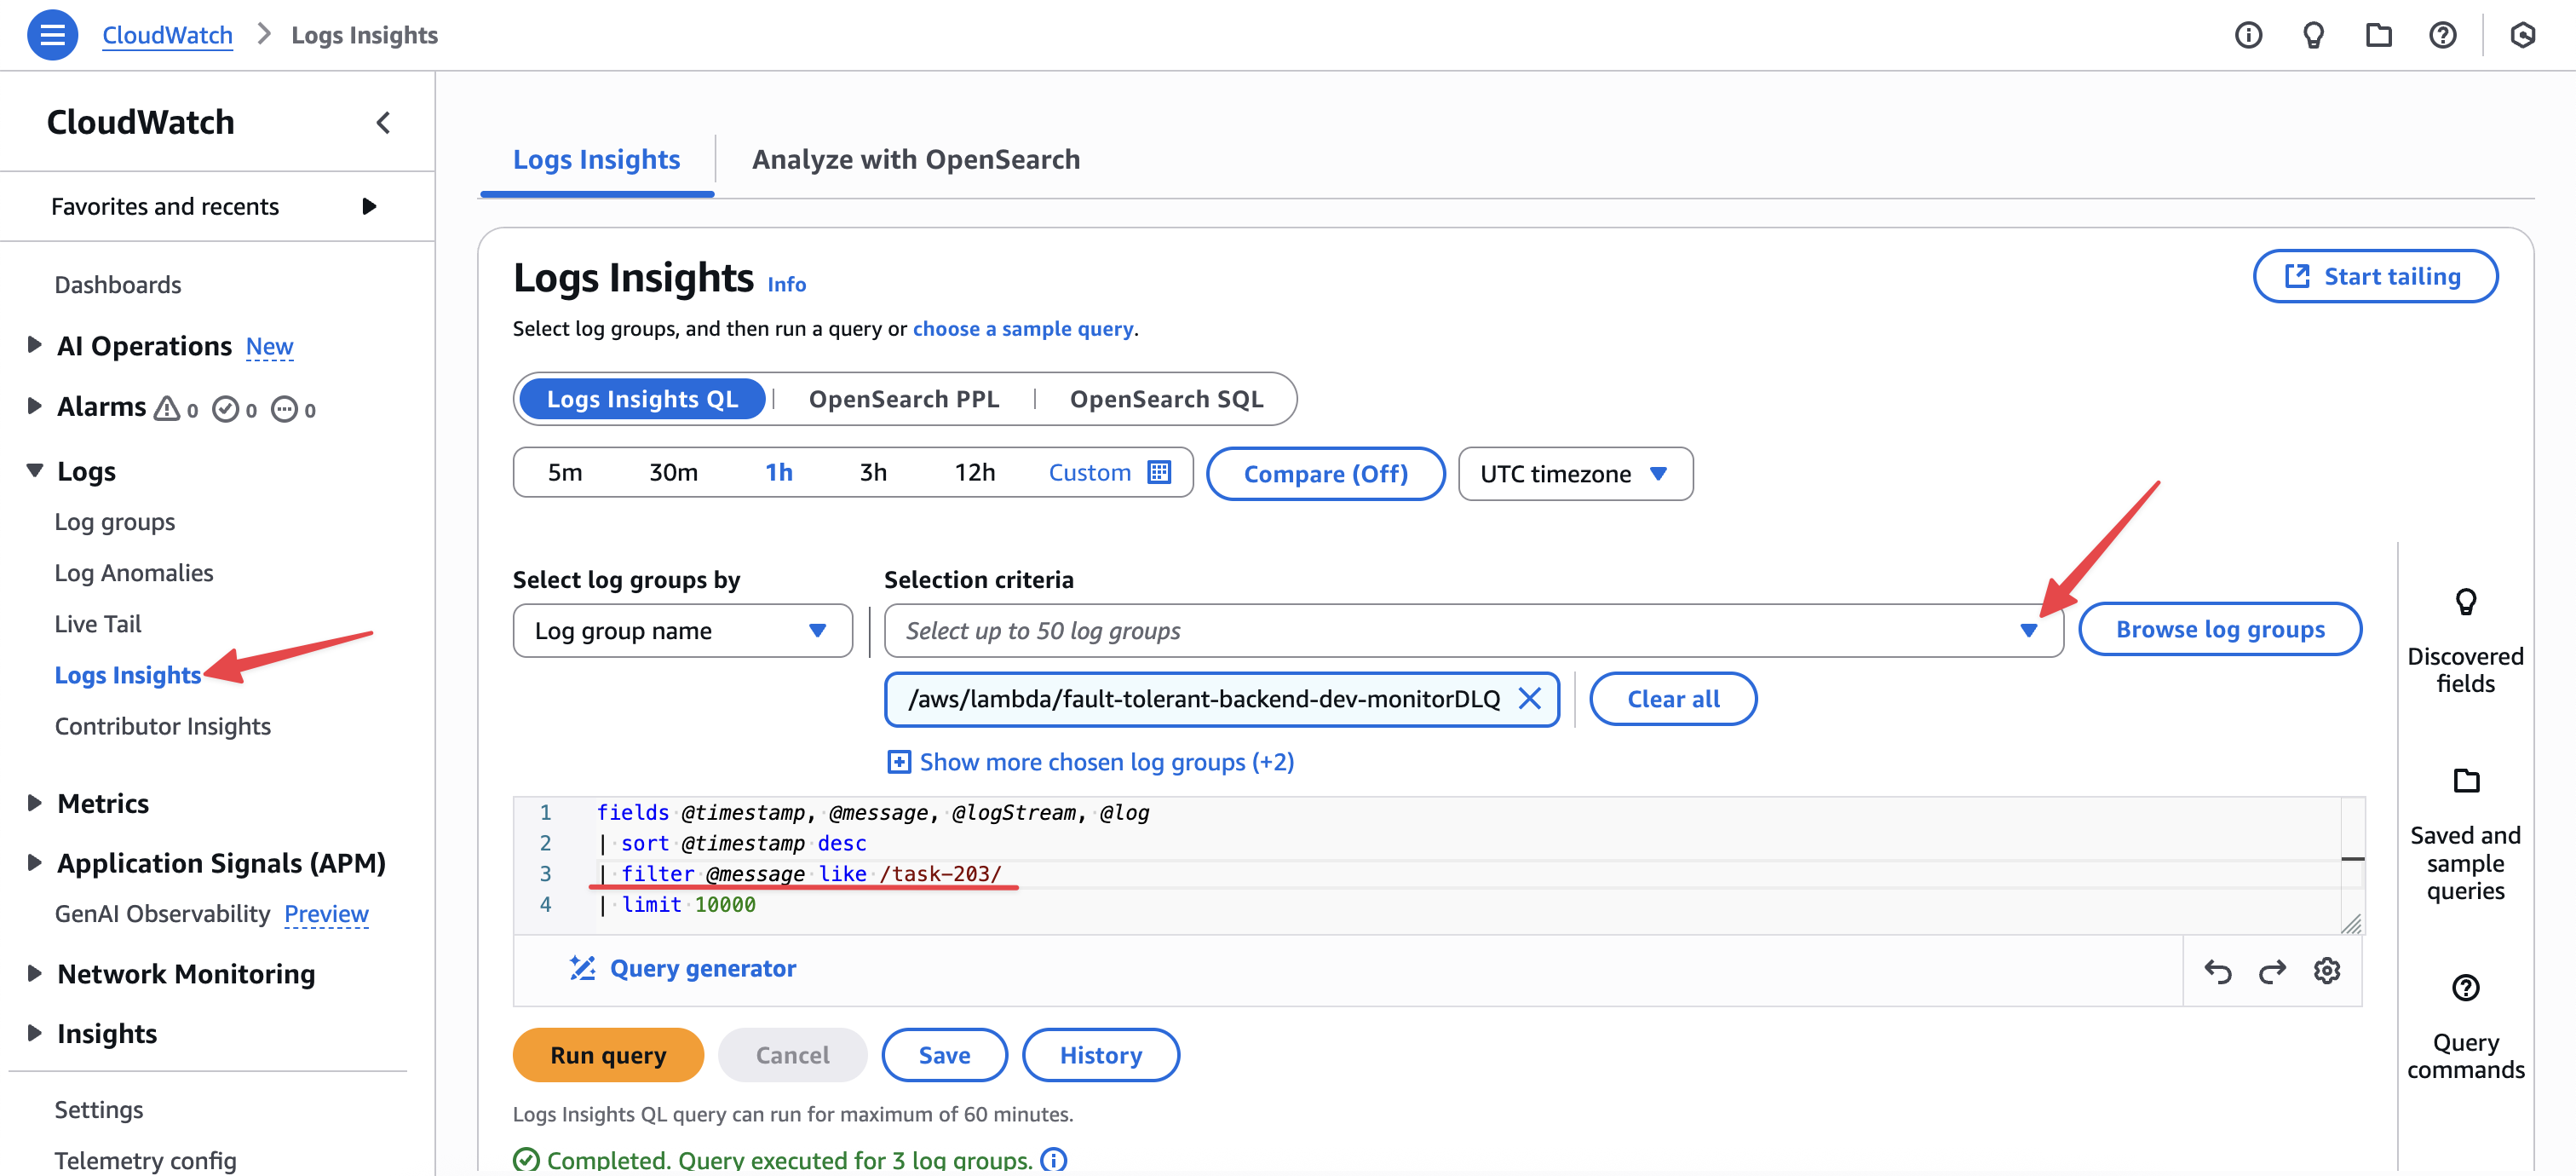 CloudWatch > Logs Insights
CloudWatch
Favorites and recents
Dashboards
AI Operations New
Alarms 0 0 0
Logs
Log groups
Log Anomalies
Live Tail
Logs Insights
Contributor Insights
Metrics
Application Signals (APM)
GenAI Observability Preview
Network Monitoring
Insights
Settings
Telemetry config
Logs Insights
Analyze with OpenSearch
Logs Insights Info
Start tailing
Select log groups, and then run a query or choose a sample query.
Logs Insights QL | OpenSearch PPL | OpenSearch SQL
5m 30m 1h 3h 12h Custom
Compare (Off)
UTC timezone
Select log groups by
Log group name
Selection criteria
Select up to 50 log groups
Browse log groups
/aws/lambda/fault-tolerant-backend-dev-monitorDLQ
Clear all
Show more chosen log groups (+2)
1 fields @timestamp, @message, @logStream, @log
2 | sort @timestamp desc
3 | filter @message like /task-203/
4 | limit 10000
Query generator
Run query
Cancel
Save
History
Logs Insights QL query can run for maximum of 60 minutes.
Completed. Query executed for 3 log groups.
Discovered
fields
Saved and
sample
queries
Query
commands